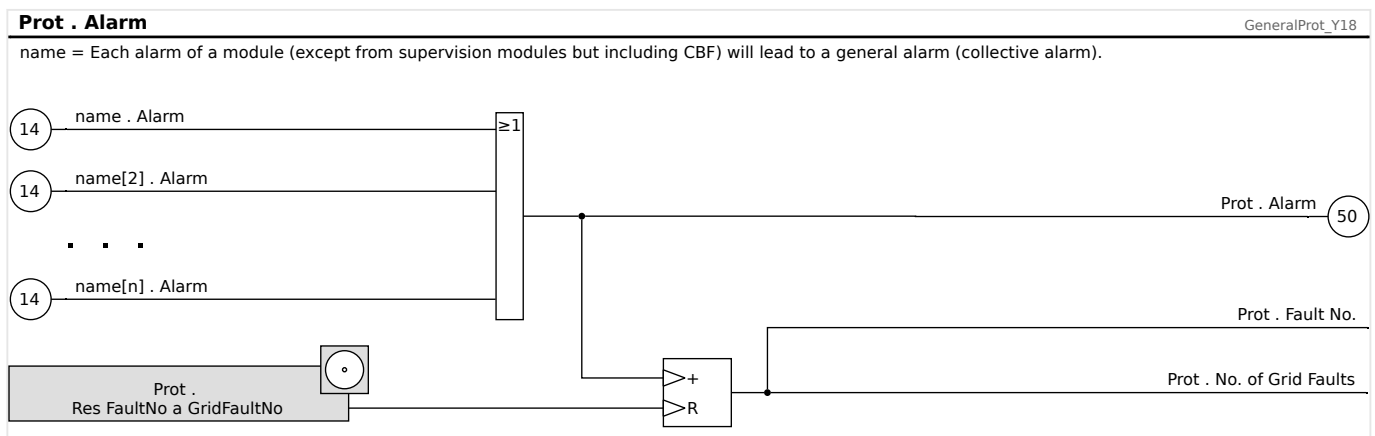 Prot . Alarm
GeneralProt_Y18
name = Each alarm of a module (except from supervision modules but including CBF) will lead to a general alarm (collective alarm).
14
name . Alarm
≥1
14
name[2] . Alarm
Prot . Alarm
50
. . .
14
name[n] . Alarm
Prot . Fault No.
+
Prot . No. of Grid Faults
Prot .
Res FaultNo a GridFaultNo
R